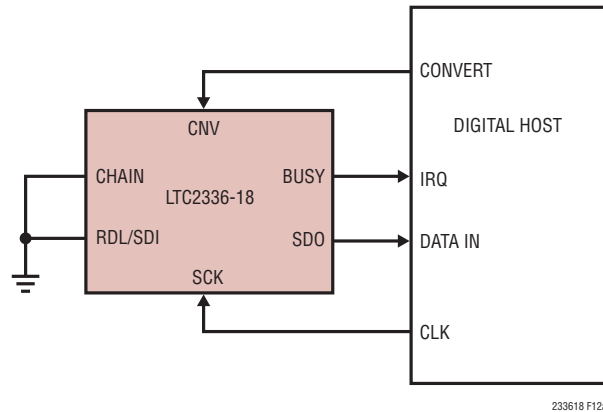 CONVERT
CNV
DIGITAL HOST
CHAIN
BUSY
IRQ
LTC2336-18
RDL/SDI
SDO
DATA IN
SCK
CLK